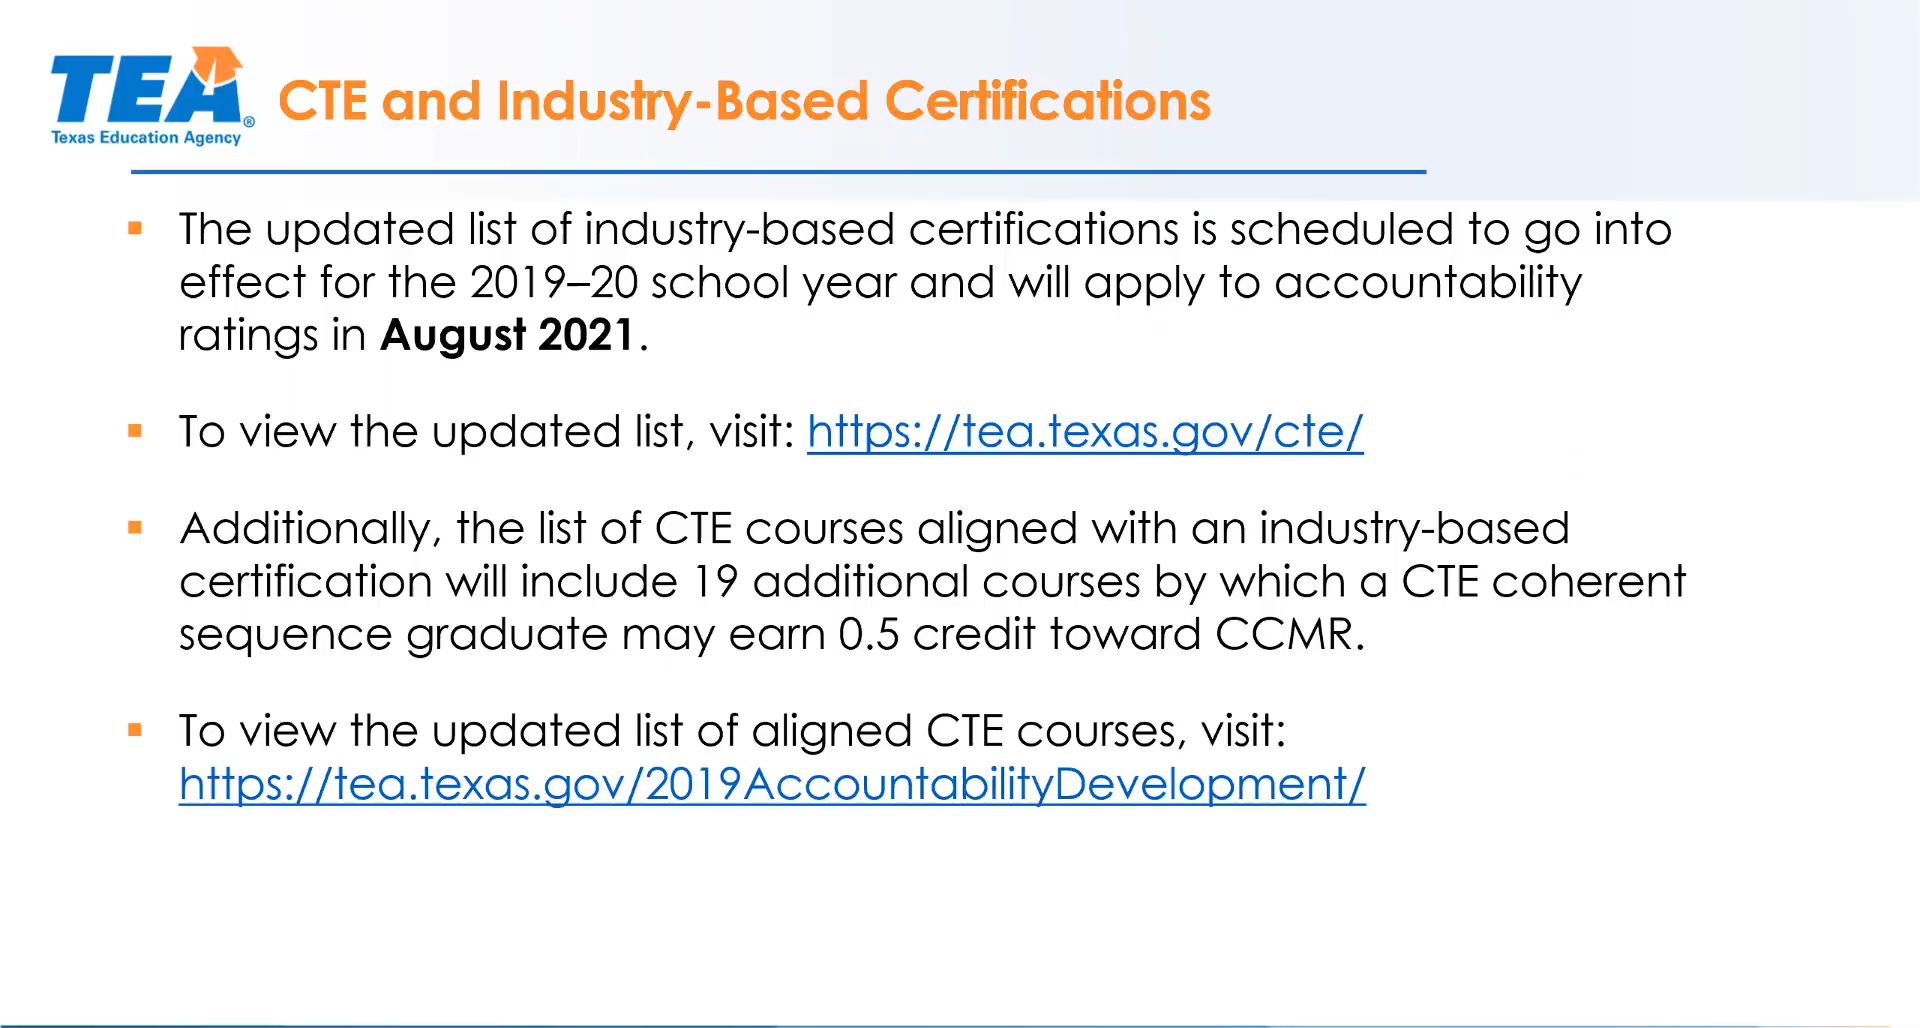 TEA®
Texas Education Agency
CTE and Industry-Based Certifications
▪ The updated list of industry-based certifications is scheduled to go into
effect for the 2019–20 school year and will apply to accountability
ratings in August 2021.
▪ To view the updated list, visit: https://tea.texas.gov/cte/
▪ Additionally, the list of CTE courses aligned with an industry-based
certification will include 19 additional courses by which a CTE coherent
sequence graduate may earn 0.5 credit toward CCMR.
▪ To view the updated list of aligned CTE courses, visit:
https://tea.texas.gov/2019AccountabilityDevelopment/